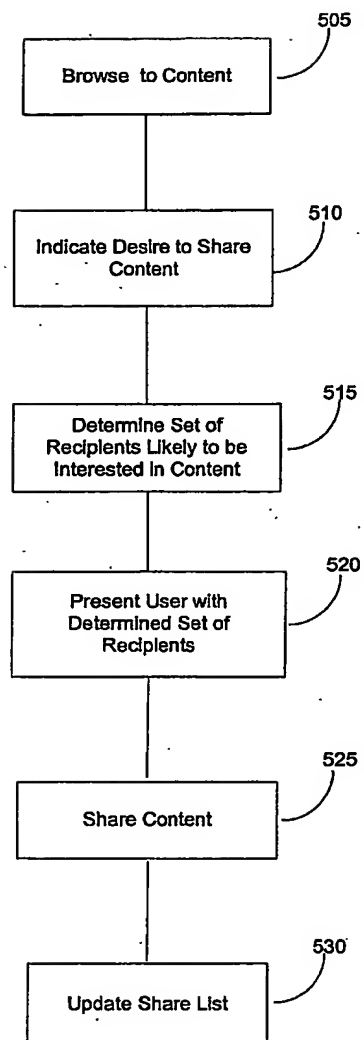 505
Browse to Content
510
Indicate Desire to Share
Content
515
Determine Set of
Recipients Likely to be
Interested in Content
520
Present User with
Determined Set of
Recipients
525
Share Content
530
Update Share List